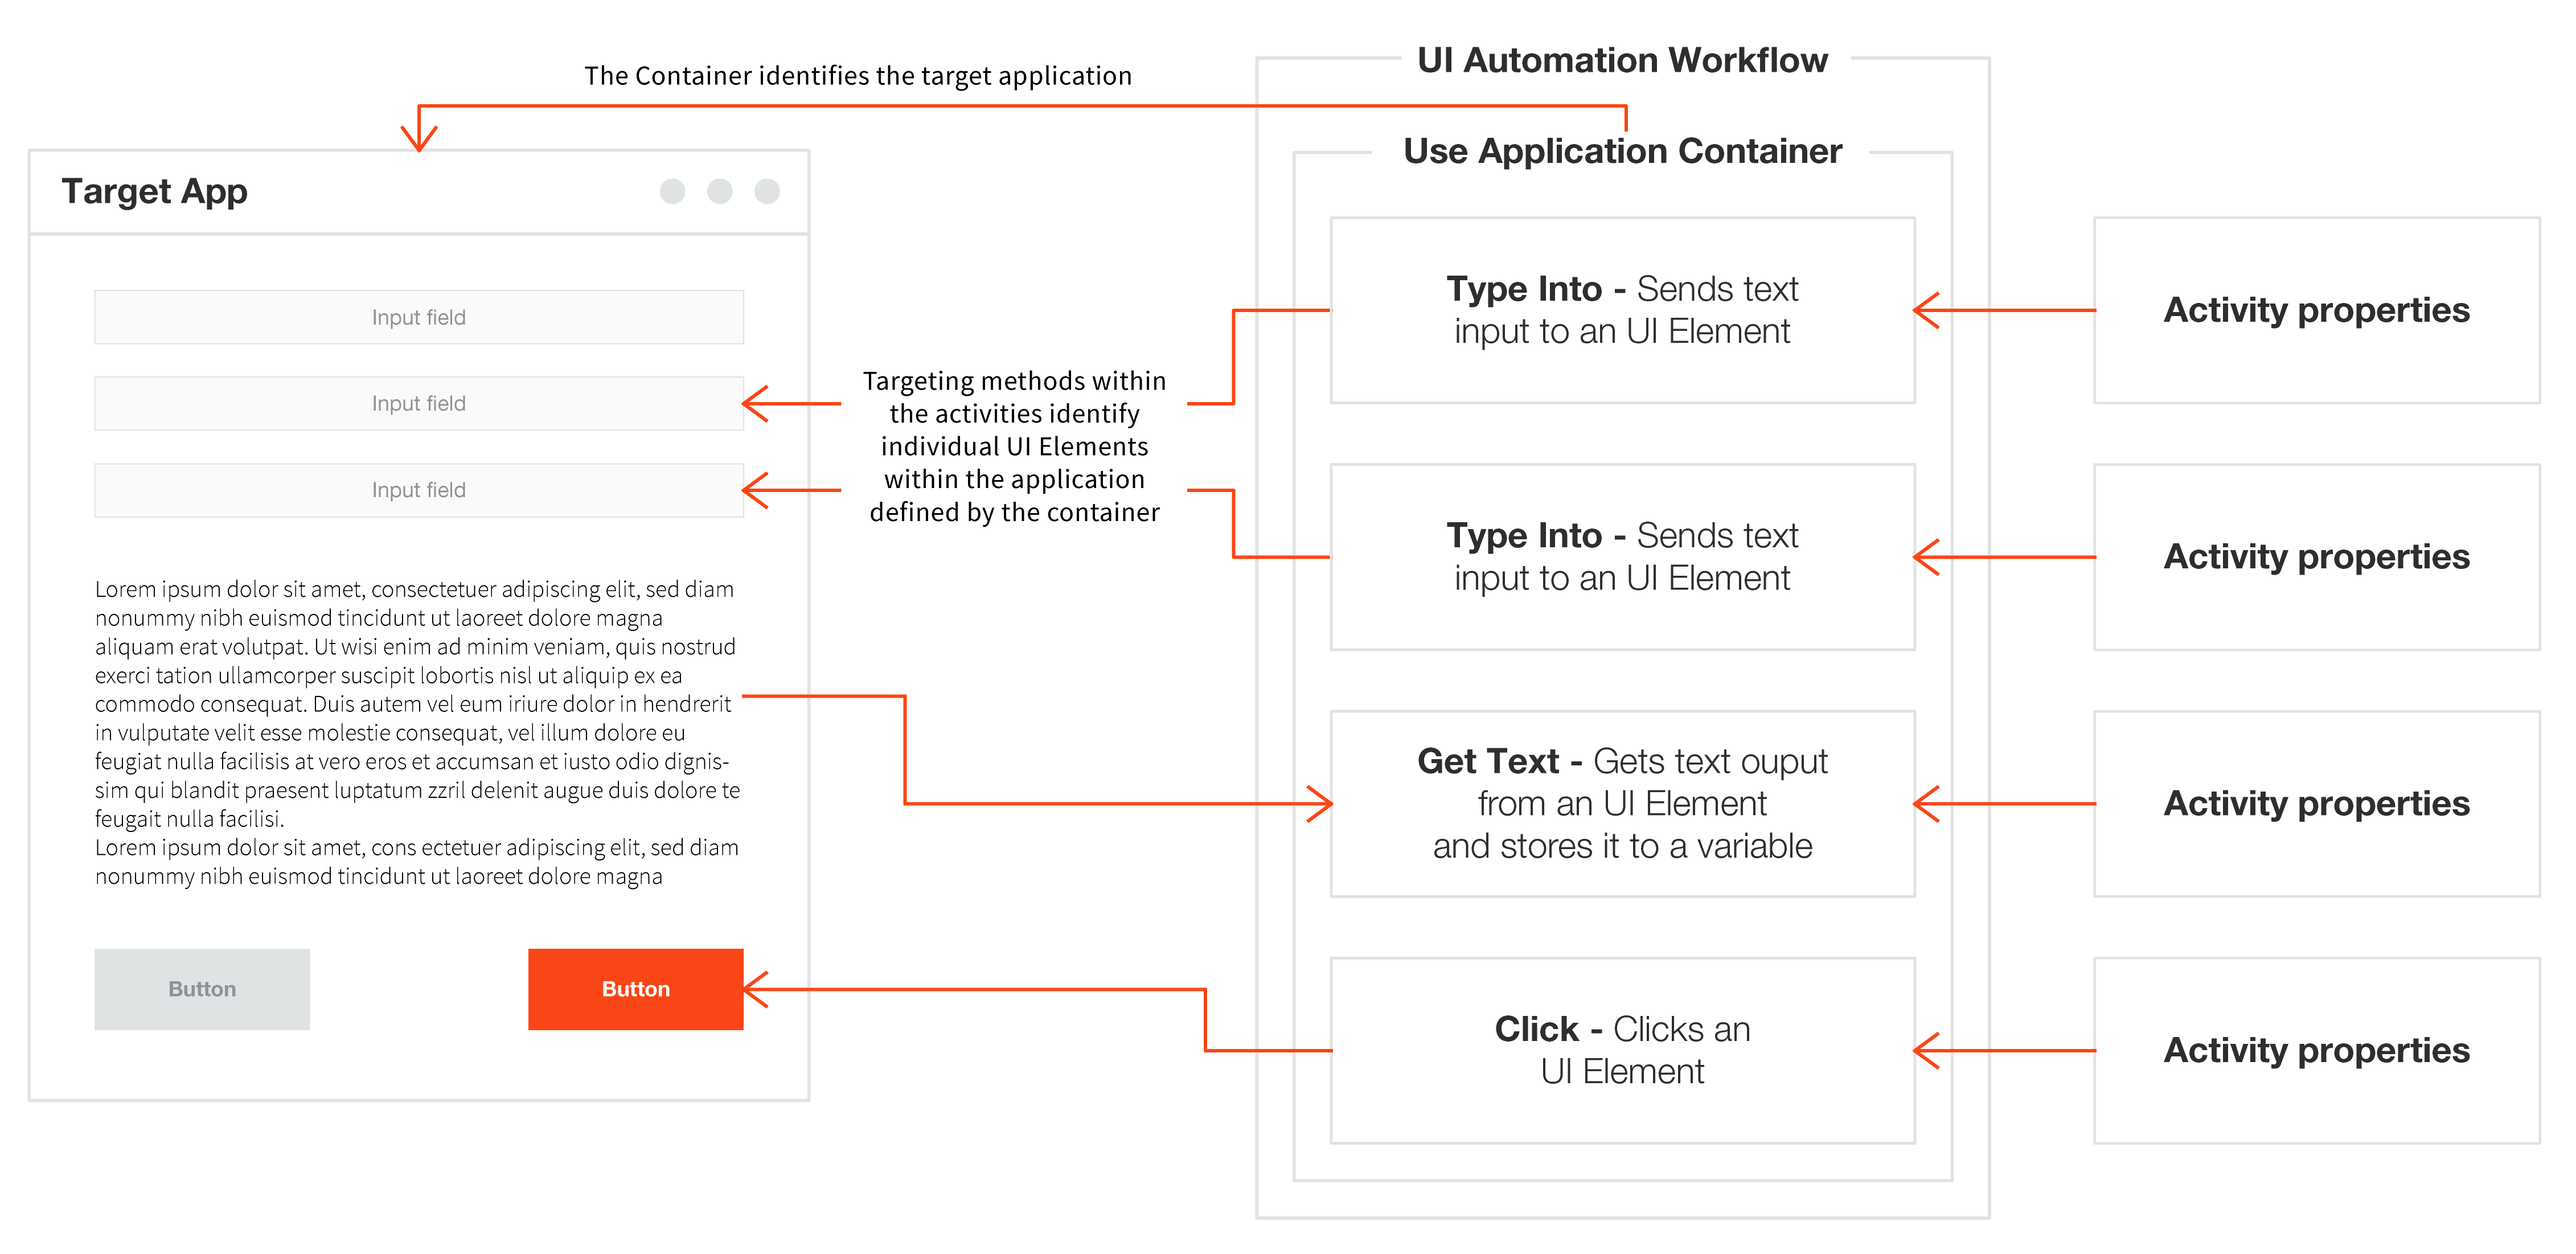 The Container identifies the target application
UI Automation Workflow
Use Application Container
Target App
Input field
Input field
Input field
Targeting methods within
the activities identify
individual UI Elements
within the application
defined by the container
Lorem ipsum dolor sit amet, consectetuer adipiscing elit, sed diam
nonummy nibh euismod tincidunt ut laoreet dolore magna
aliquam erat volutpat. Ut wisi enim ad minim veniam, quis nostrud
exerci tation ullamcorper suscipit lobortis nisl ut aliquip ex ea
commodo consequat. Duis autem vel eum iriure dolor in hendrerit
in vulputate velit esse molestie consequat, vel illum dolore eu
feugiat nulla facilisis at vero eros et accumsan et iusto odio dignis-
sim qui blandit praesent luptatum zzril delenit augue duis dolore te
feugait nulla facilisi.
Lorem ipsum dolor sit amet, cons ectetuer adipiscing elit, sed diam
nonummy nibh euismod tincidunt ut laoreet dolore magna
Button
Button
Type Into - Sends text
input to an UI Element
Activity properties
Type Into - Sends text
input to an UI Element
Activity properties
Get Text - Gets text ouput
from an UI Element
and stores it to a variable
Activity properties
Click - Clicks an
UI Element
Activity properties